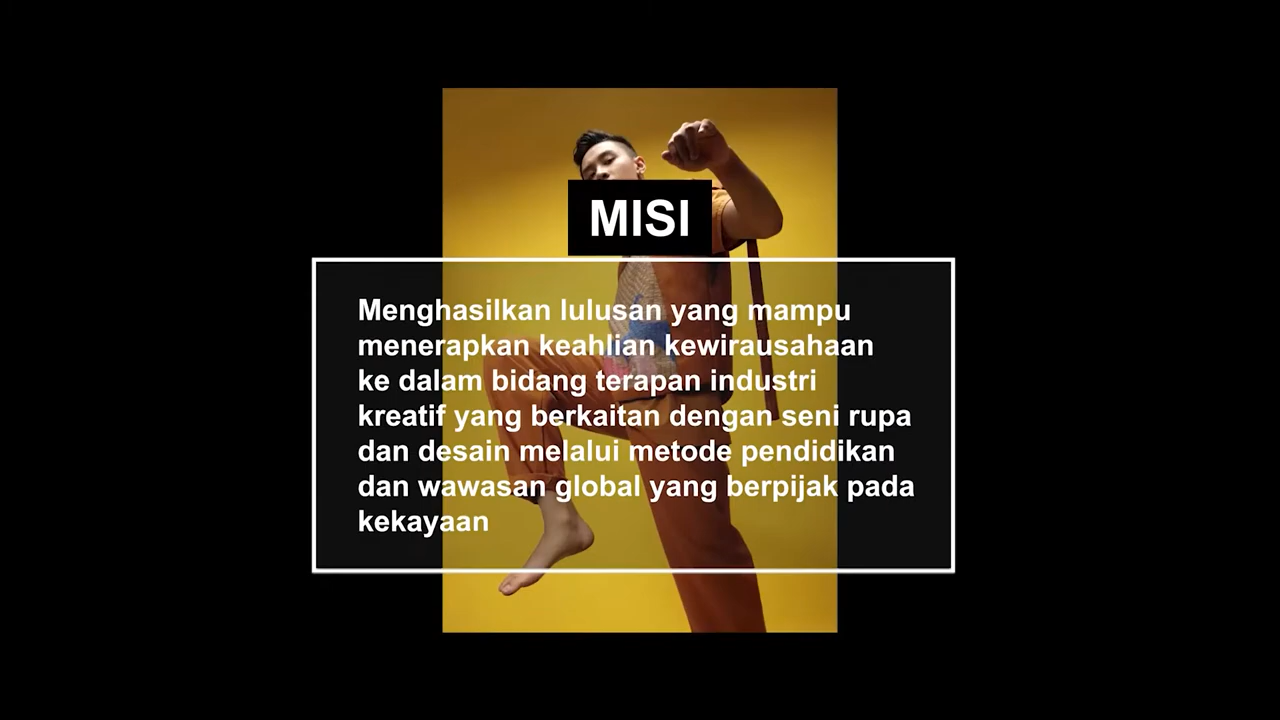 MISI
Menghasilkan lulusan yang mampu
menerapkan keahlian kewirausahaan
ke dalam bidang terapan industri
kreatif yang berkaitan dengan seni rupa
dan desain melalui metode pendidikan
dan wawasan global yang berpijak pada
kekayaan